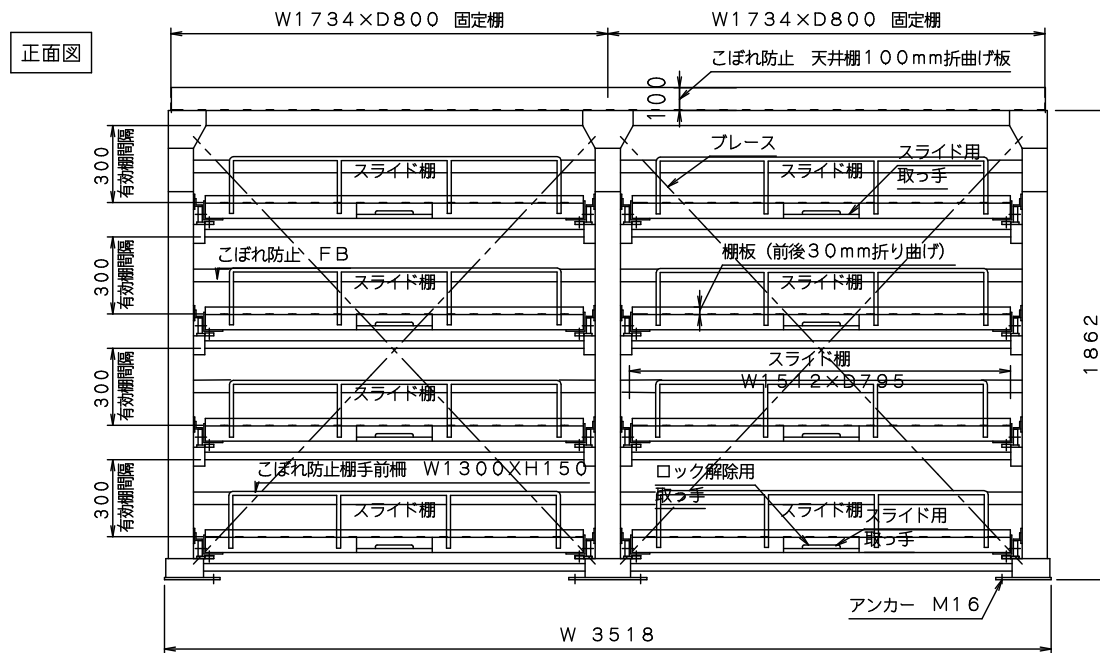 W1734×D800 固定棚
W1734×D800 固定棚
正面図
こぼれ防止 天井棚100mm折曲げ板
100
ブレース
スライド用
取っ手
スライド棚
スライド棚
300
有効棚間隔
こぼれ防止 FB
棚板(前後30mm折り曲げ)
スライド棚
スライド棚
300
有効棚間隔
1862
スライド棚
W1512×D795
スライド棚
300
有効棚間隔
こぼれ防止棚手前柵 W1300XH150
ロック解除用
取っ手
スライド棚
スライド棚
スライド用
取っ手
300
有効棚間隔
アンカー M16
W 3518